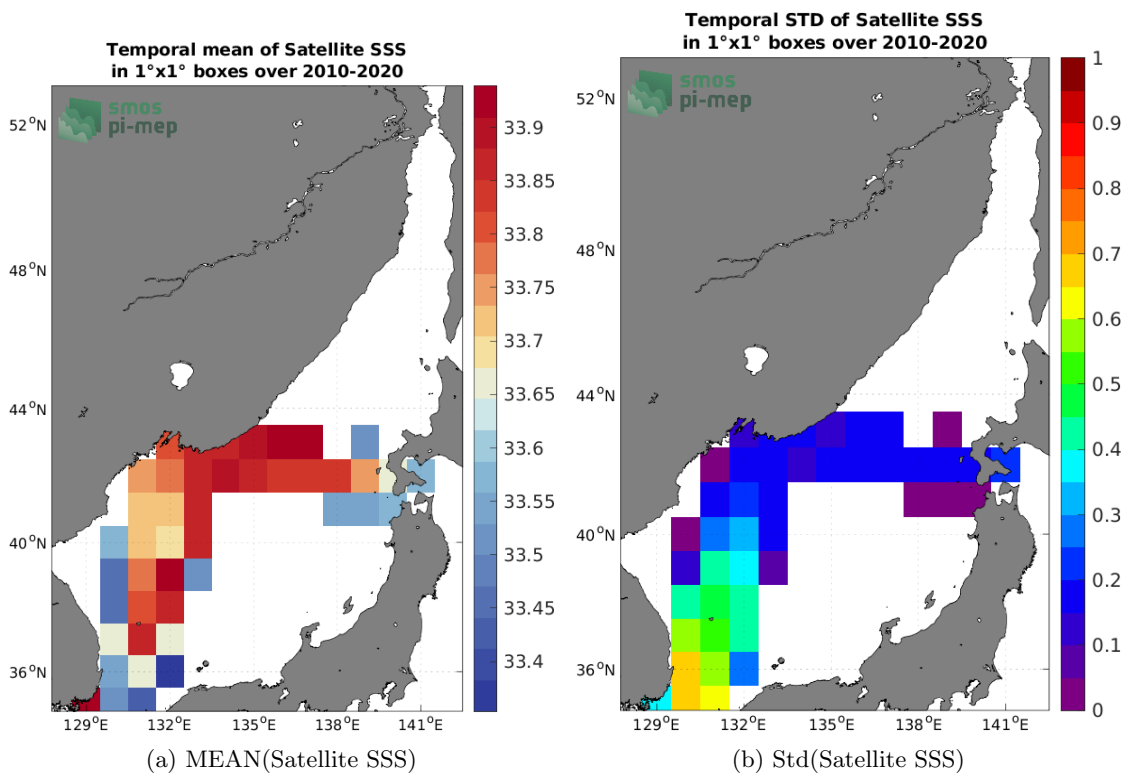 Temporal mean of Satellite SSS
in 1°x1° boxes over 2010-2020
smos
pi-mep
52°N
48°N
44°N
40°N
36°N
129°E
132°E
135°E
138°E
141°E
33.9
33.85
33.8
33.75
33.7
33.65
33.6
33.55
33.5
33.45
33.4
(a) MEAN(Satellite SSS)
Temporal STD of Satellite SSS
in 1°x1° boxes over 2010-2020
smos
pi-mep
52°N
48°N
44°N
40°N
36°N
129°E
132°E
135°E
138°E
141°E
1
0.9
0.8
0.7
0.6
0.5
0.4
0.3
0.2
0.1
0
(b) Std(Satellite SSS)